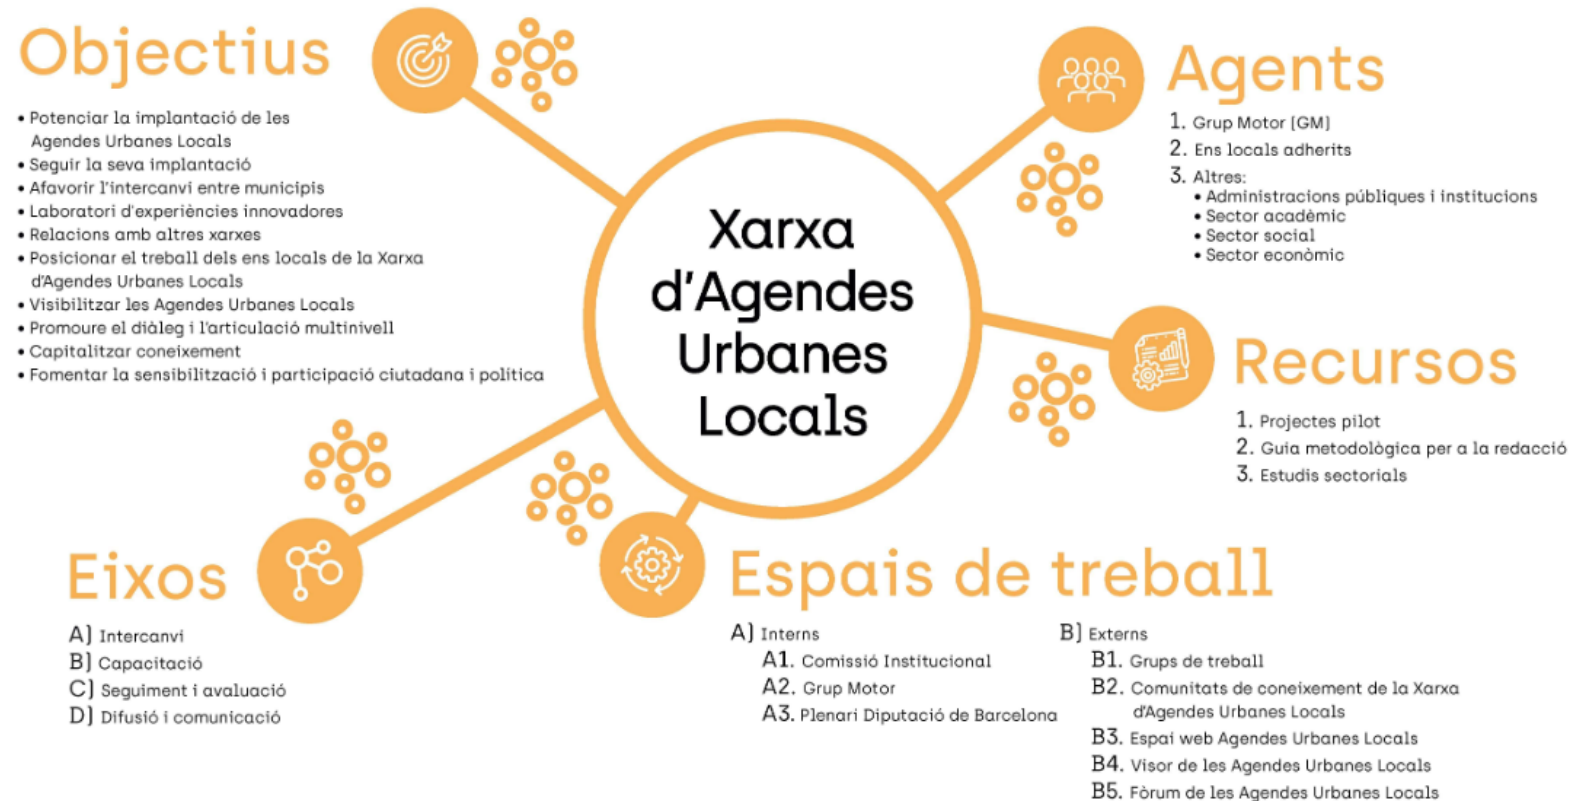 Objectius
• Potenciar la implantació de les
Agendes Urbanes Locals
• Seguir la seva implantació
• Afavorir l'intercanvi entre municipis
• Laboratori d'experiències innovadores
• Relacions amb altres xarxes
• Posicionar el treball dels ens locals de la Xarxa
d'Agendes Urbanes Locals
• Visibilitzar les Agendes Urbanes Locals
• Promoure el diàleg i l'articulació multinivell
• Capitalitzar coneixement
• Fomentar la sensibilització i participació ciutadana i política
Xarxa
d'Agendes
Urbanes
Locals
Agents
1. Grup Motor (GM)
2. Ens locals adherits
3. Altres:
• Administracions públiques i institucions
• Sector acadèmic
• Sector social
• Sector econòmic
Recursos
1. Projectes pilot
2. Guia metodològica per a la redacció
3. Estudis sectorials
Eixos
A) Intercanvi
B) Capacitació
C) Seguiment i avaluació
D) Difusió i comunicació
Espais de treball
A) Interns
A1. Comissió Institucional
A2. Grup Motor
A3. Plenari Diputació de Barcelona
B) Externs
B1. Grups de treball
B2. Comunitats de coneixement de la Xarxa
d'Agendes Urbanes Locals
B3. Espai web Agendes Urbanes Locals
B4. Visor de les Agendes Urbanes Locals
B5. Fòrum de les Agendes Urbanes Locals